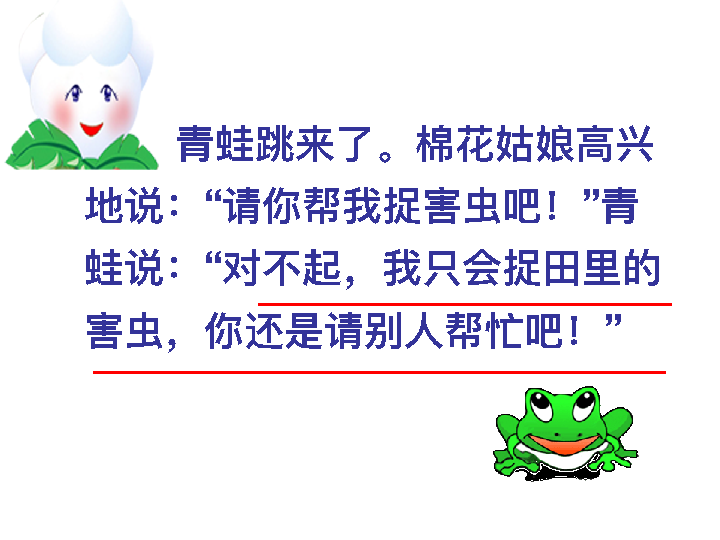 青蛙跳来了。棉花姑娘高兴
地说：“请你帮我捉害虫吧！”青
蛙说：“对不起，我只会捉田里的
害虫，你还是请别人帮忙吧！”